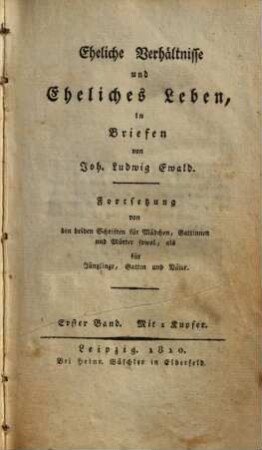 Eheliche Verhältnisse
und
Eheliches Leben,
in
Briefen
von
Joh. Ludwig Ewald.
Fortsetzung
von
den beiden Schriften für Mädchen, Gattinnen
und Mütter sowol, als
für
Jünglinge, Gatten und Väter.
Erster Band. Mit 1 Kupfer.
Leipzig, 1810.
Bei Heinr. Büschler in Elberfeld.